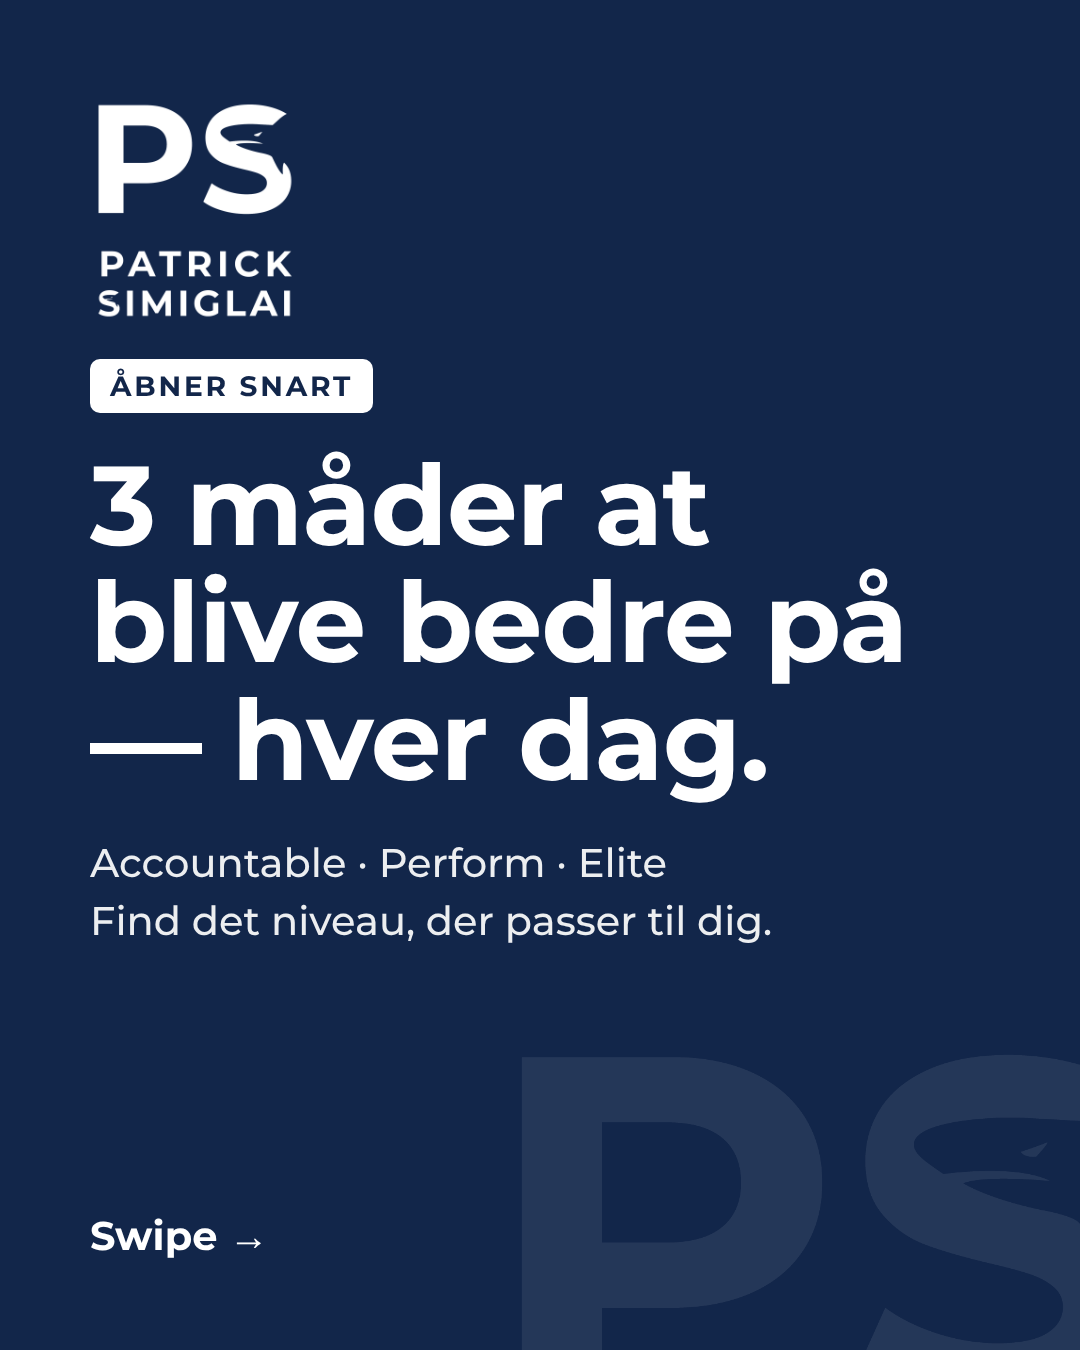 PS
PATRICK
SIMIGLAI
ÅBNER SNART
3 måder at
blive bedre på
— hver dag.
Accountable · Perform · Elite
Find det niveau, der passer til dig.
PS
Swipe →